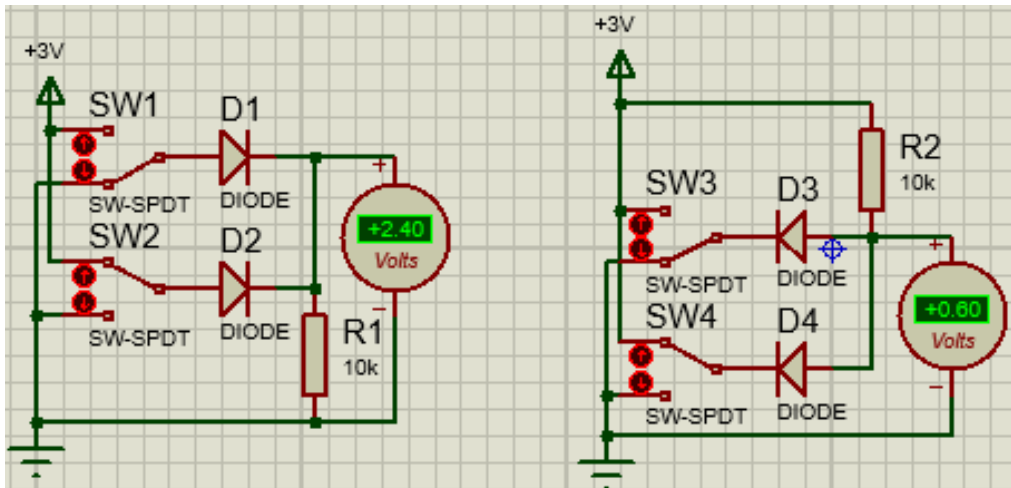 +3V
SW1
D1
SW-SPDT
DIODE
SW2
D2
SW-SPDT
DIODE
+
+2.40
Volts
−
R1
10k
+3V
R2
10k
SW3
D3
SW-SPDT
DIODE
SW4
D4
SW-SPDT
DIODE
+
+0.60
Volts
−